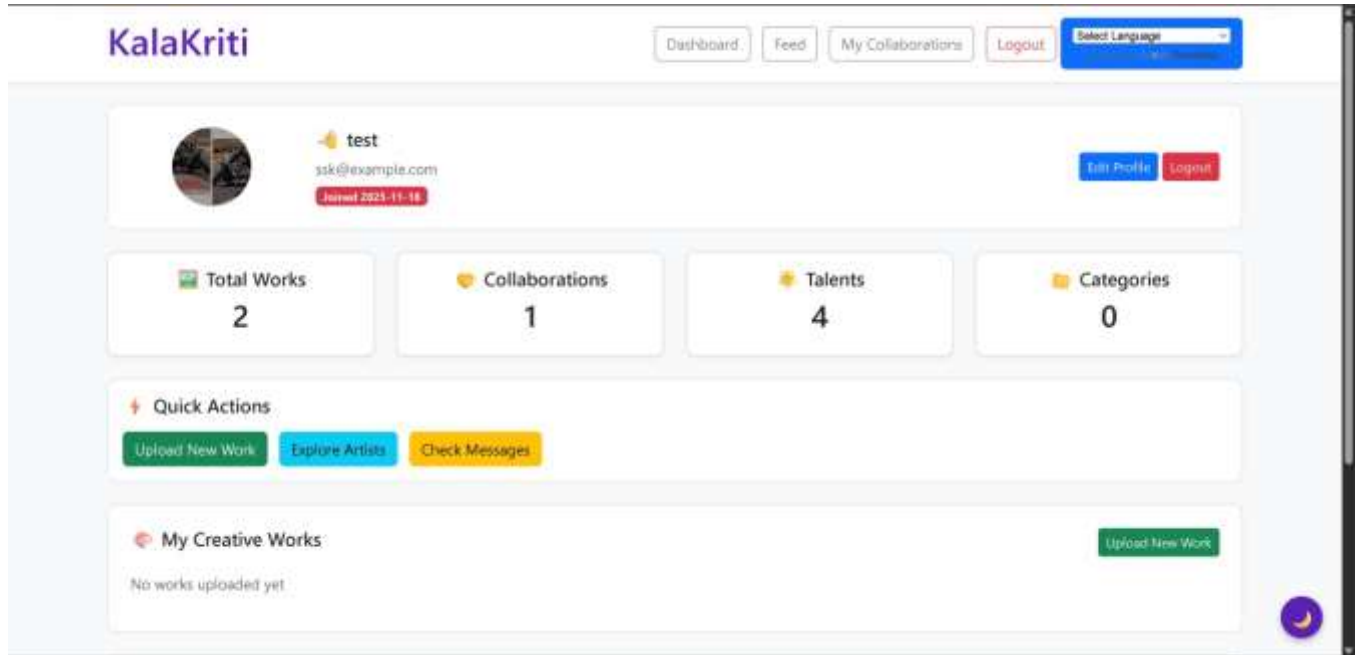 KalaKriti
Dashboard
Feed
My Collaborations
Logout
Select Language
test
ssk@example.com
Joined 2025-11-18
Edit Profile
Logout
Total Works
2
Collaborations
1
Talents
4
Categories
0
Quick Actions
Upload New Work
Explore Artists
Check Messages
My Creative Works
Upload New Work
No works uploaded yet